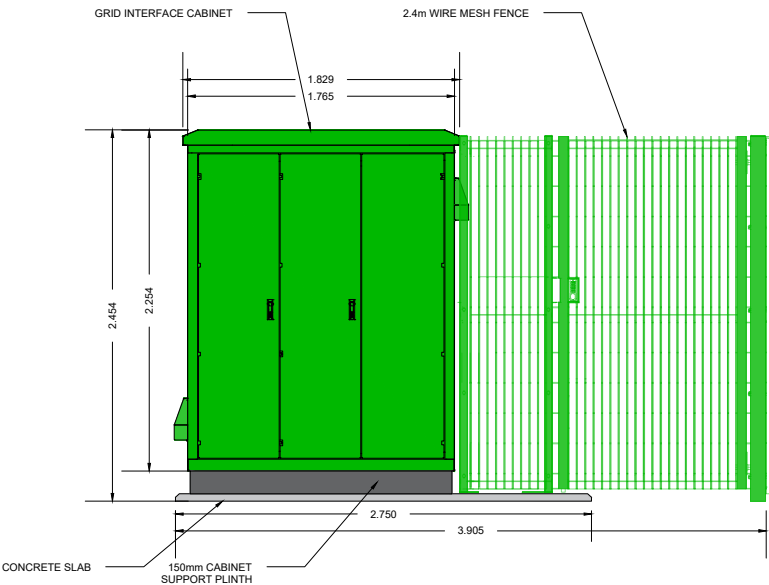 GRID INTERFACE CABINET
2.4m WIRE MESH FENCE
1.829
1.765
2.454
2.254
2.750
3.905
CONCRETE SLAB
150mm CABINET
SUPPORT PLINTH